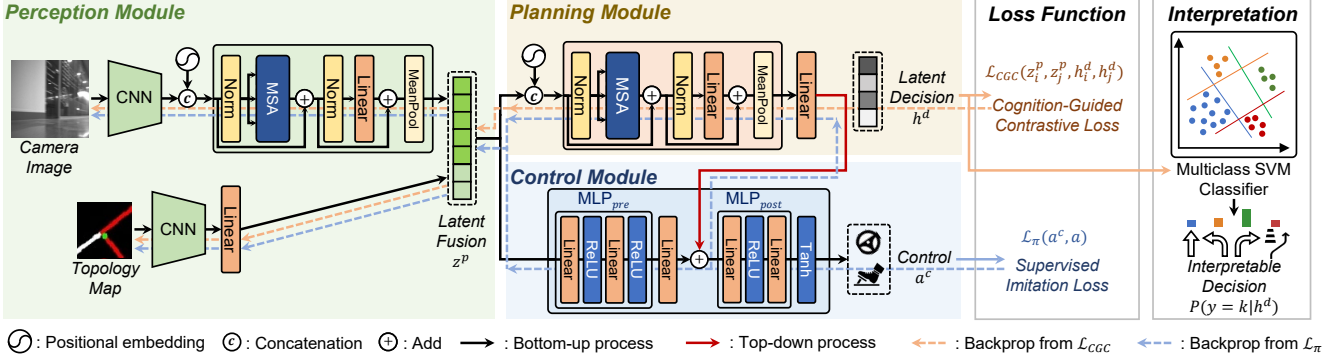 Perception Module
Camera
Image
CNN
c
Norm
MSA
+
Norm
Linear
MeanPool
+
Topology
Map
CNN
Linear
Latent
Fusion
z^p
Planning Module
c
Norm
MSA
+
Norm
Linear
+
MeanPool
Linear
Latent
Decision
h^d
Control Module
MLP_pre
Linear
ReLU
Linear
ReLU
Linear
+
MLP_post
Linear
ReLU
Linear
Tanh
Control
a^c
Loss Function
ℒ_CGC(z_i^p, z_j^p, h_i^d, h_j^d)
Cognition-Guided
Contrastive Loss
ℒ_π(a^c, a)
Supervised
Imitation Loss
Interpretation
Multiclass SVM
Classifier
Interpretable
Decision
P(y = k|h^d)
: Positional embedding
c : Concatenation
+ : Add
: Bottom-up process
: Top-down process
: Backprop from ℒ_CGC
: Backprop from ℒ_π